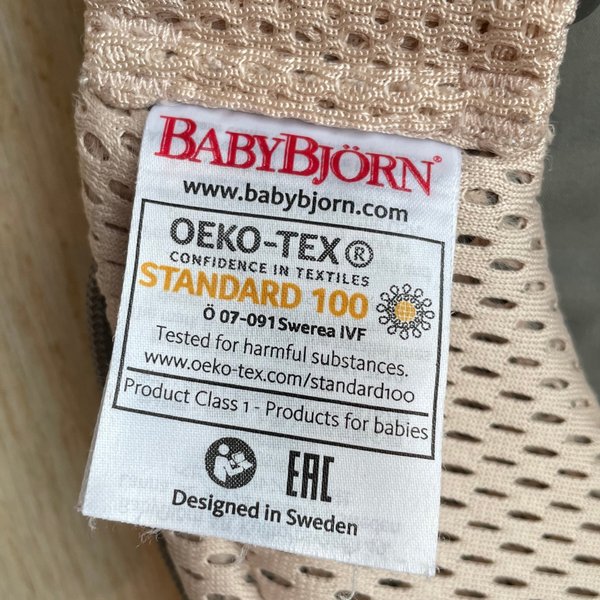 BABYBJÖRN®
www.babybjorn.com
OEKO-TEX®
CONFIDENCE IN TEXTILES
STANDARD 100
Ö 07-091 Swerea IVF
Tested for harmful substances.
www.oeko-tex.com/standard100
Product Class 1 - Products for babies
EAC
Designed in Sweden